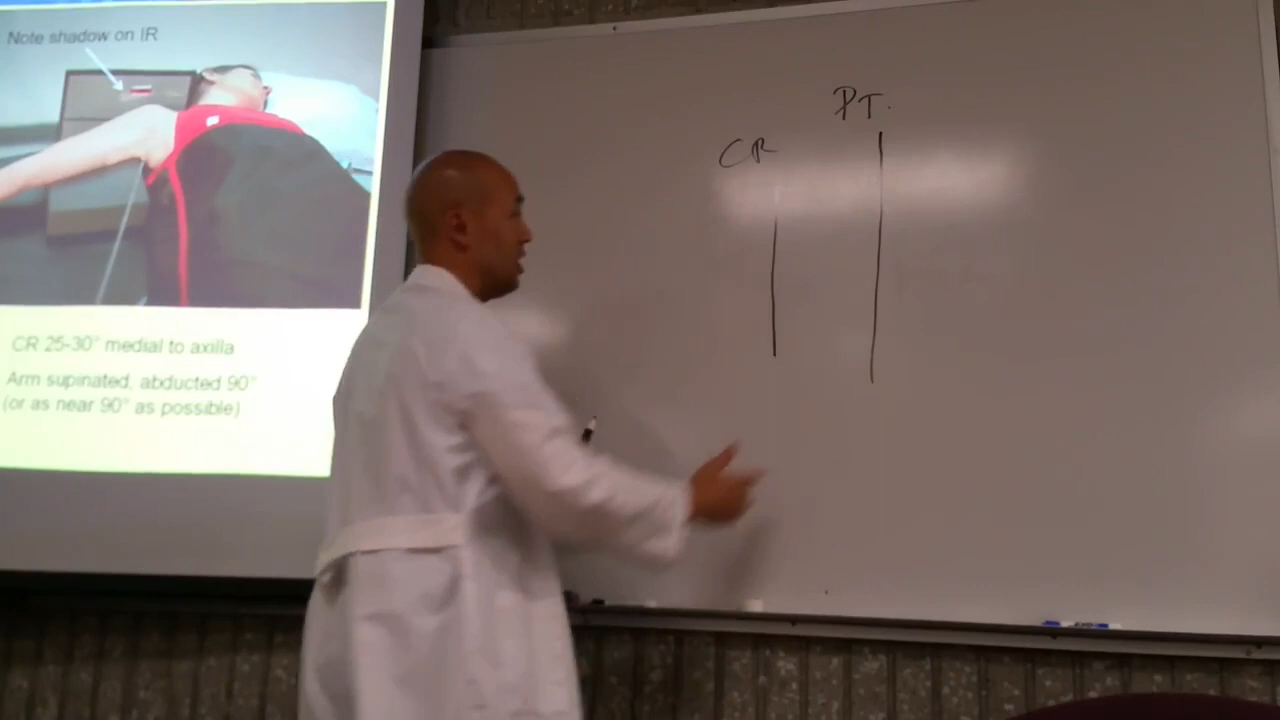 Note shadow on IR
CR 25-30° medial to axilla
Arm supinated, abducted 90°
(or as near 90° as possible)
PT.
CR